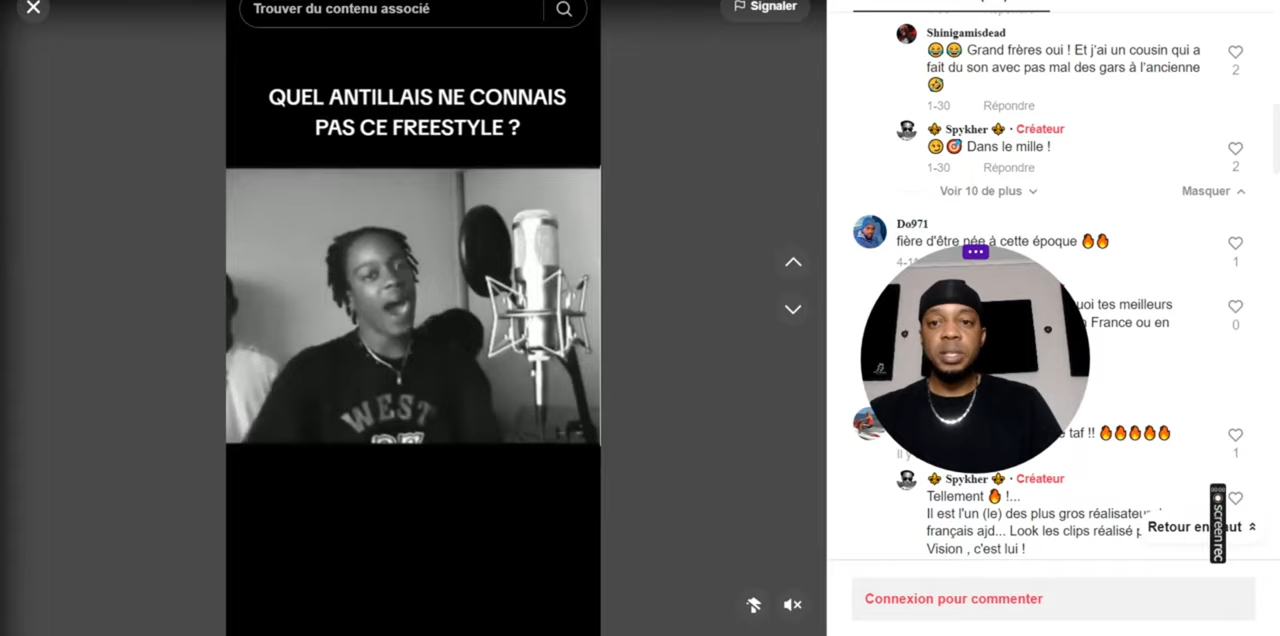 Trouver du contenu associé
Signaler
QUEL ANTILLAIS NE CONNAIS
PAS CE FREESTYLE ?
WEST
Shinigamisdead
😂😂 Grand frères oui ! Et j'ai un cousin qui a
fait du son avec pas mal des gars à l'ancienne
🤣
2
1-30 Répondre
⚜️ Spykher ⚜️ · Créateur
😏🎯 Dans le mille !
1-30 Répondre
2
Voir 10 de plus
Masquer
Do971
fière d'être née à cette époque 🔥🔥
1
tes meilleurs
France ou en
0
taf !! 🔥🔥🔥🔥🔥
1
⚜️ Spykher ⚜️ · Créateur
Tellement 🔥 !...
Il est l'un (le) des plus gros
français ajd... Look les clips réalisé
Vision , c'est lui !
Retour en
screenrec
Connexion pour commenter